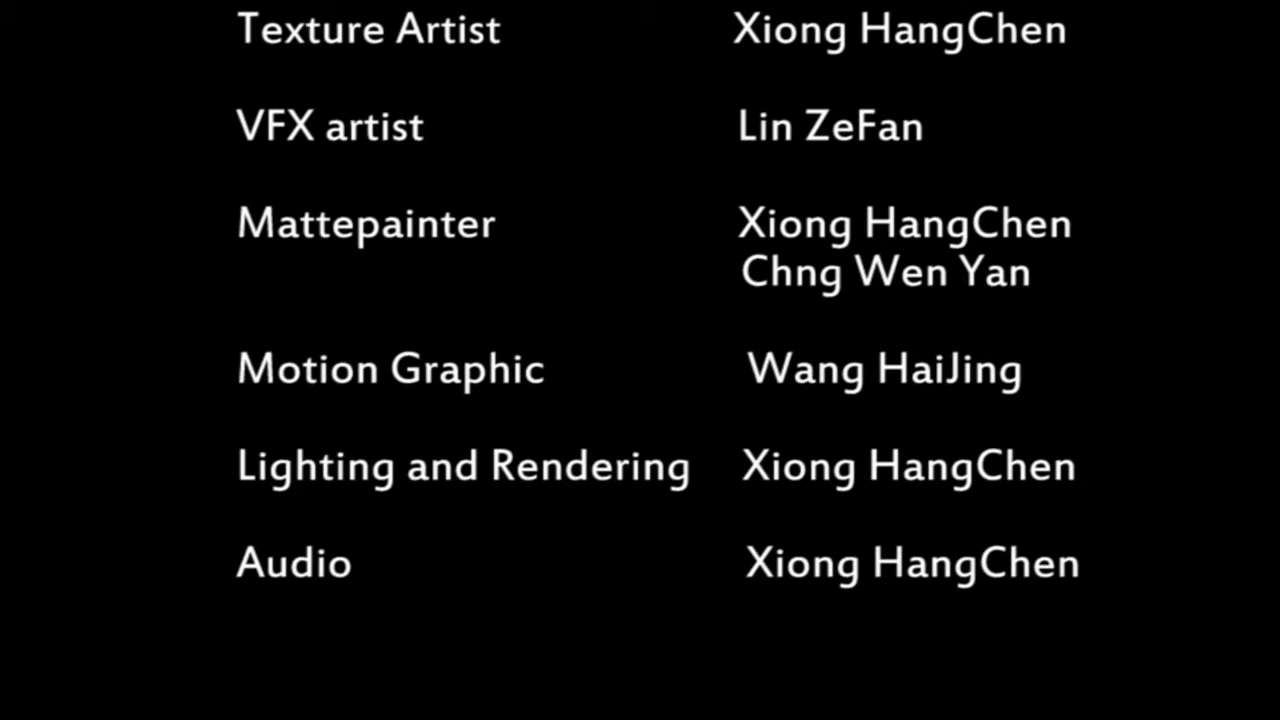 Texture Artist Xiong HangChen
VFX artist Lin ZeFan
Mattepainter Xiong HangChen
Chng Wen Yan
Motion Graphic Wang HaiJing
Lighting and Rendering Xiong HangChen
Audio Xiong HangChen